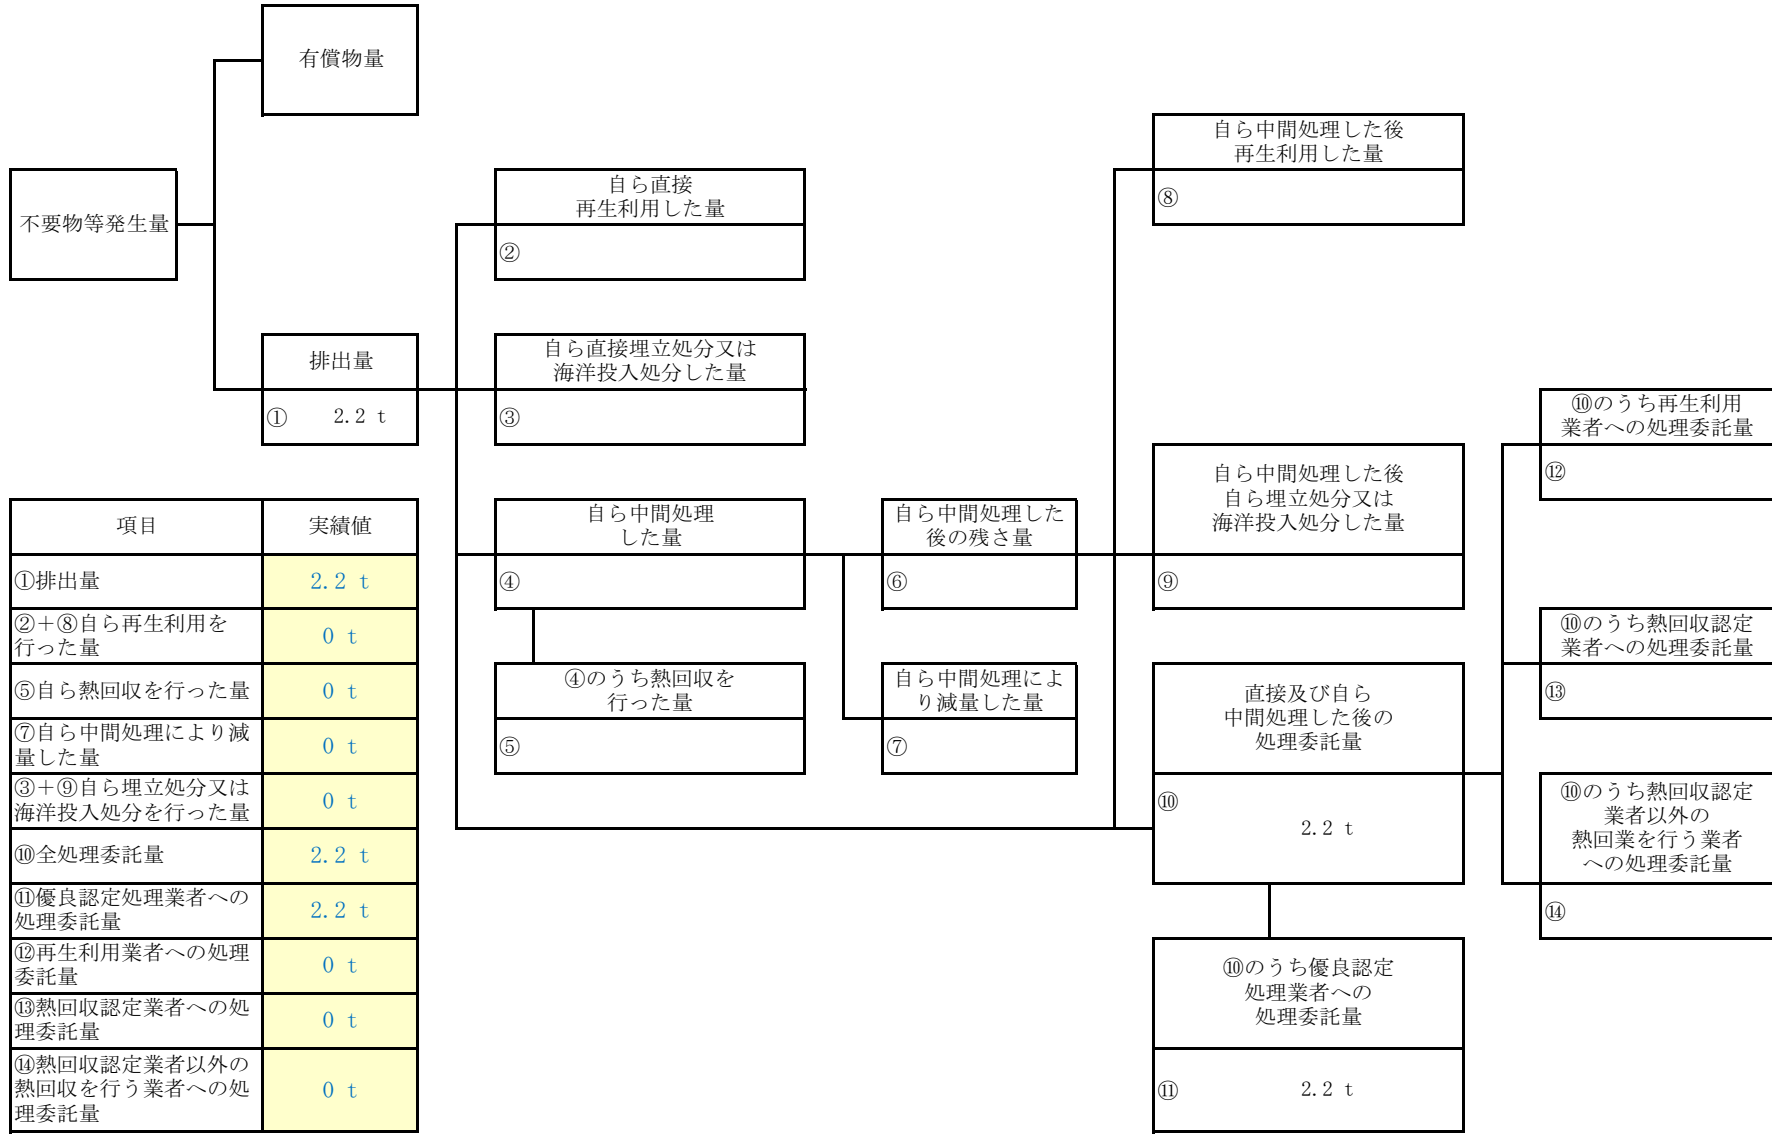 有償物量
不要物等発生量
排出量
① 2.2 t
自ら直接
再生利用した量
②
自ら直接埋立処分又は
海洋投入処分した量
③
自ら中間処理
した量
④
④のうち熱回収を
行った量
⑤
自ら中間処理した
後の残さ量
⑥
自ら中間処理によ
り減量した量
⑦
自ら中間処理した後
再生利用した量
⑧
自ら中間処理した後
自ら埋立処分又は
海洋投入処分した量
⑨
直接及び自ら
中間処理した後の
処理委託量
⑩
2.2 t
⑩のうち優良認定
処理業者への
処理委託量
⑪ 2.2 t
⑩のうち再生利用
業者への処理委託量
⑫
⑩のうち熱回収認定
業者への処理委託量
⑬
⑩のうち熱回収認定
業者以外の
熱回業を行う業者
への処理委託量
⑭
項目 実績値
①排出量 2.2 t
②＋⑧自ら再生利用を
行った量 0 t
⑤自ら熱回収を行った量 0 t
⑦自ら中間処理により減
量した量 0 t
③＋⑨自ら埋立処分又は
海洋投入処分を行った量 0 t
⑩全処理委託量 2.2 t
⑪優良認定処理業者への
処理委託量 2.2 t
⑫再生利用業者への処理
委託量 0 t
⑬熱回収認定業者への処
理委託量 0 t
⑭熱回収認定業者以外の
熱回収を行う業者への処
理委託量 0 t